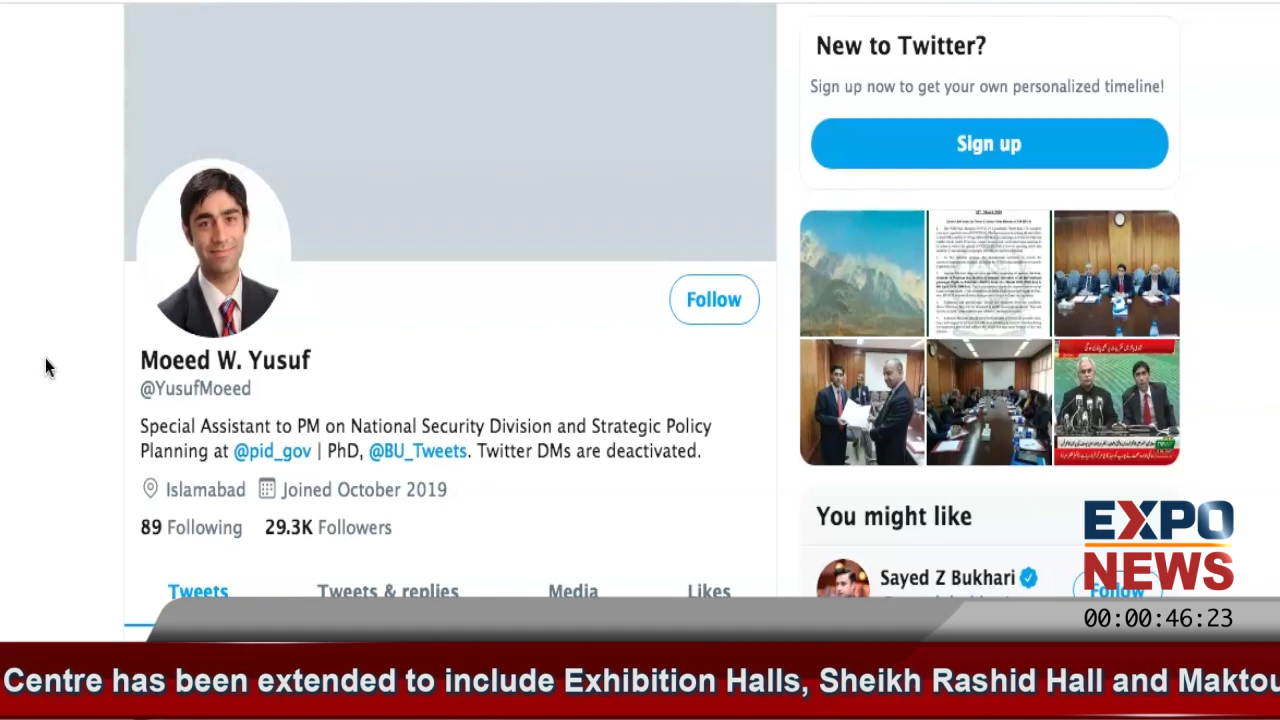 New to Twitter?
Sign up now to get your own personalized timeline!
Sign up
Follow
Moeed W. Yusuf
@YusufMoeed
Special Assistant to PM on National Security Division and Strategic Policy
Planning at @pid_gov | PhD, @BU_Tweets. Twitter DMs are deactivated.
Islamabad Joined October 2019
89 Following 29.3K Followers
Tweets Tweets & replies Media Likes
You might like
Sayed Z Bukhari
Follow
EXPO
NEWS
00:00:46:23
Centre has been extended to include Exhibition Halls, Sheikh Rashid Hall and Maktou